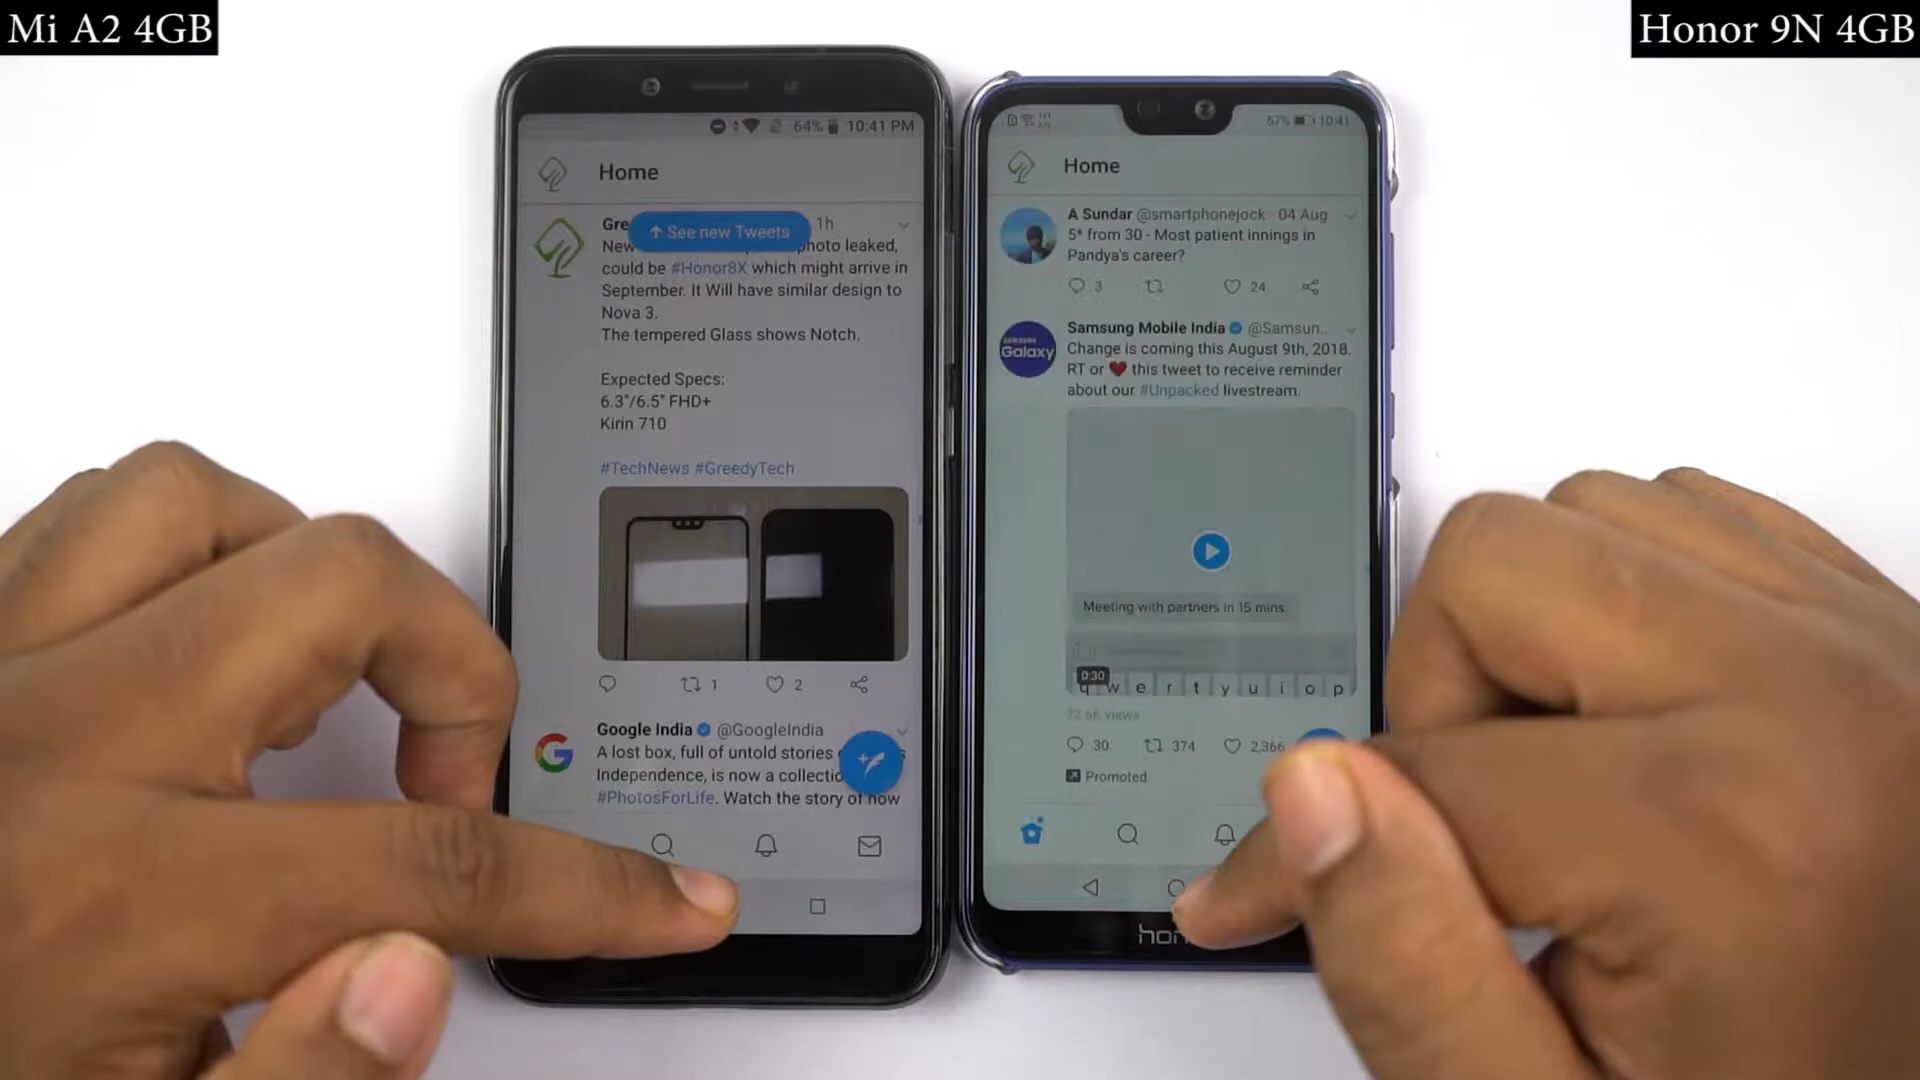 Mi A2 4GB
Honor 9N 4GB
64% 10:41 PM
Home
Gre
See new Tweets
1h
New photo leaked,
could be #Honor8X which might arrive in
September. It Will have similar design to
Nova 3.
The tempered Glass shows Notch.
Expected Specs:
6.3"/6.5" FHD+
Kirin 710
#TechNews #GreedyTech
1 2
Google India @GoogleIndia
A lost box, full of untold stories
Independence, is now a collectio
#PhotosForLife. Watch the story of how
57% 10:41
Home
A Sundar @smartphonejock · 04 Aug
5* from 30 - Most patient innings in
Pandya's career?
3 24
Samsung Mobile India @Samsun..
SAMSUNG
Galaxy
Change is coming this August 9th, 2018.
RT or ❤ this tweet to receive reminder
about our #Unpacked livestream.
Meeting with partners in 15 mins
0:30
q w e r t y u i o p
72.6K views
30 374 2,366
Promoted
hon